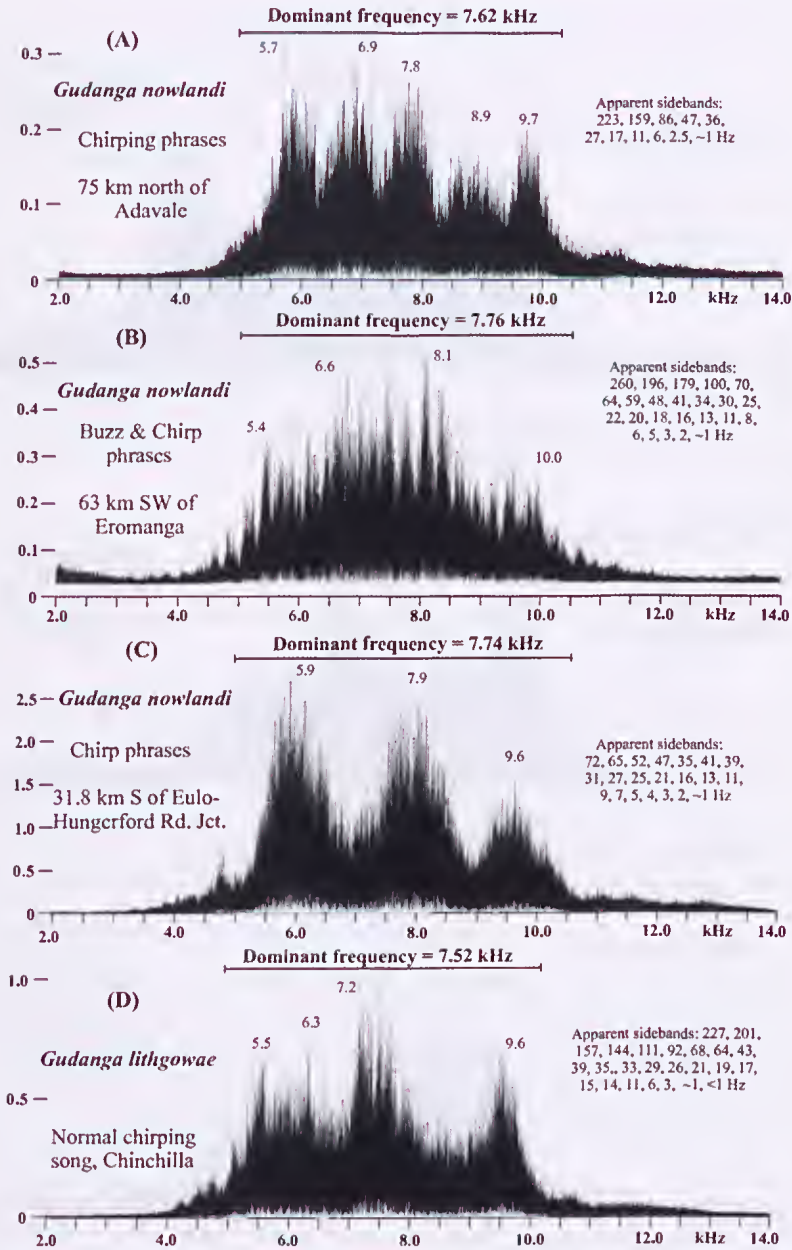 Dominant frequency = 7.62 kHz
(A)
5.7
6.9
7.8
8.9
9.7
0.3
0.2
0.1
0
Gudanga nowlandi
Chirping phrases
75 km north of
Adavale
Apparent sidebands:
223, 159, 86, 47, 36,
27, 17, 11, 6, 2.5, ~1 Hz
2.0 4.0 6.0 8.0 10.0 12.0 kHz 14.0
Dominant frequency = 7.76 kHz
(B)
5.4
6.6
8.1
10.0
0.5
0.4
0.3
0.2
0.1
0
Gudanga nowlandi
Buzz & Chirp
phrases
63 km SW of
Eromanga
Apparent sidebands:
260, 196, 179, 100, 70,
64, 59, 48, 41, 34, 30, 25,
22, 20, 18, 16, 13, 11, 8,
6, 5, 3, 2, ~1 Hz
2.0 4.0 6.0 8.0 10.0 12.0 kHz 14.0
Dominant frequency = 7.74 kHz
(C)
5.9
7.9
9.6
2.5
2.0
1.5
1.0
0.5
0
Gudanga nowlandi
Chirp phrases
31.8 km S of Eulo-
Hungerford Rd. Jct.
Apparent sidebands:
72, 65, 52, 47, 35, 41, 39,
31, 27, 25, 21, 16, 13, 11,
9, 7, 5, 4, 3, 2, ~1 Hz
2.0 4.0 6.0 8.0 10.0 12.0 kHz 14.0
Dominant frequency = 7.52 kHz
(D)
5.5
6.3
7.2
9.6
1.0
0.5
0
Gudanga lithgowae
Normal chirping
song, Chinchilla
Apparent sidebands: 227, 201,
157, 144, 111, 92, 68, 64, 43,
39, 35,, 33, 29, 26, 21, 19, 17,
15, 14, 11, 6, 3, ~1, <1 Hz
2.0 4.0 6.0 8.0 10.0 12.0 kHz 14.0